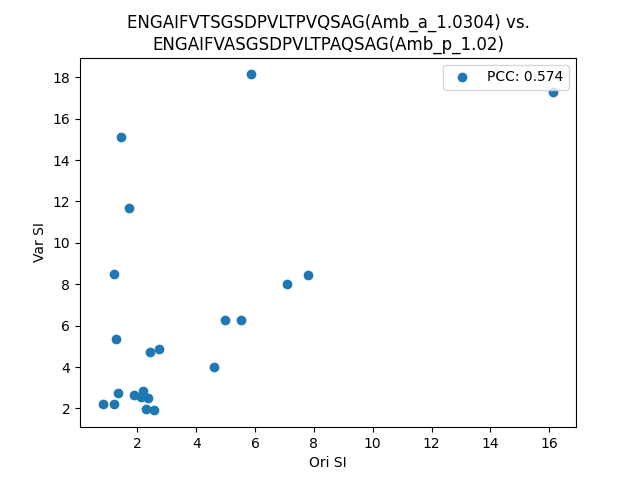 ENGAIFVTSGSDPVLTPVQSAG(Amb_a_1.0304) vs.
ENGAIFVASGSDPVLTPAQSAG(Amb_p_1.02)
PCC: 0.574
18
16
14
12
10
8
6
4
2
Var SI
2 4 6 8 10 12 14 16
Ori SI